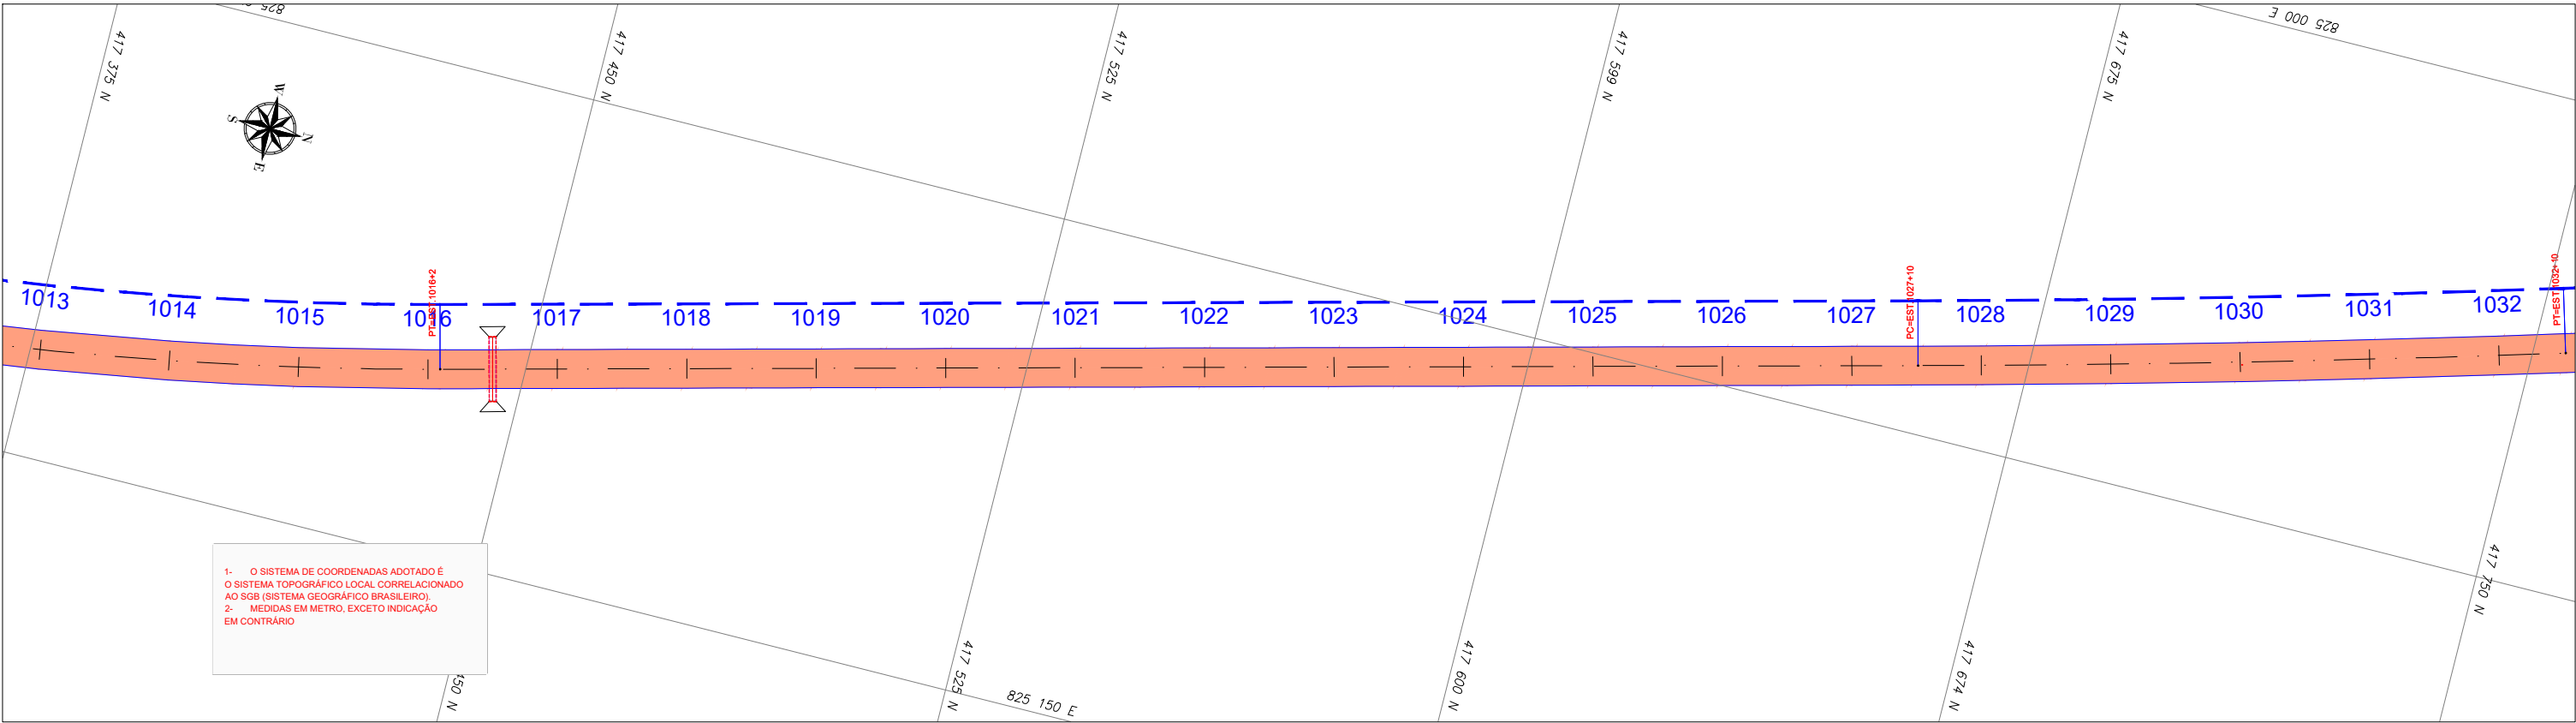 825
825 000 E
417 375 N
417 450 N
417 525 N
417 599 N
417 675 N
W
S
N
E
PT=EST.1016+2
PC=EST.1027+10
PT=EST.1032+10
1013
1014
1015
1016
1017
1018
1019
1020
1021
1022
1023
1024
1025
1026
1027
1028
1029
1030
1031
1032
1- O SISTEMA DE COORDENADAS ADOTADO É
O SISTEMA TOPOGRÁFICO LOCAL CORRELACIONADO
AO SGB (SISTEMA GEOGRÁFICO BRASILEIRO).
2- MEDIDAS EM METRO, EXCETO INDICAÇÃO
EM CONTRÁRIO
417 750 N
450 N
417 525 N
825 150 E
417 600 N
417 674 N